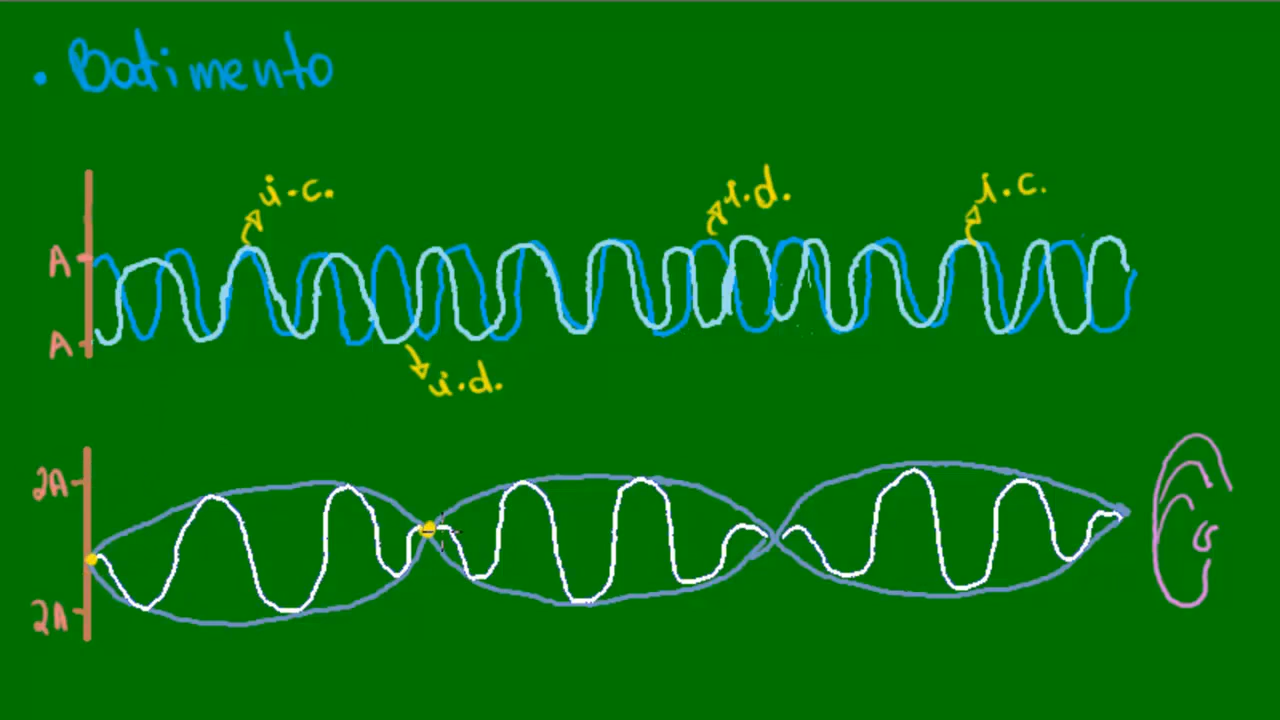 • Batimento
i.c.
i.d.
i.c.
A
A
i.d.
2A
2A